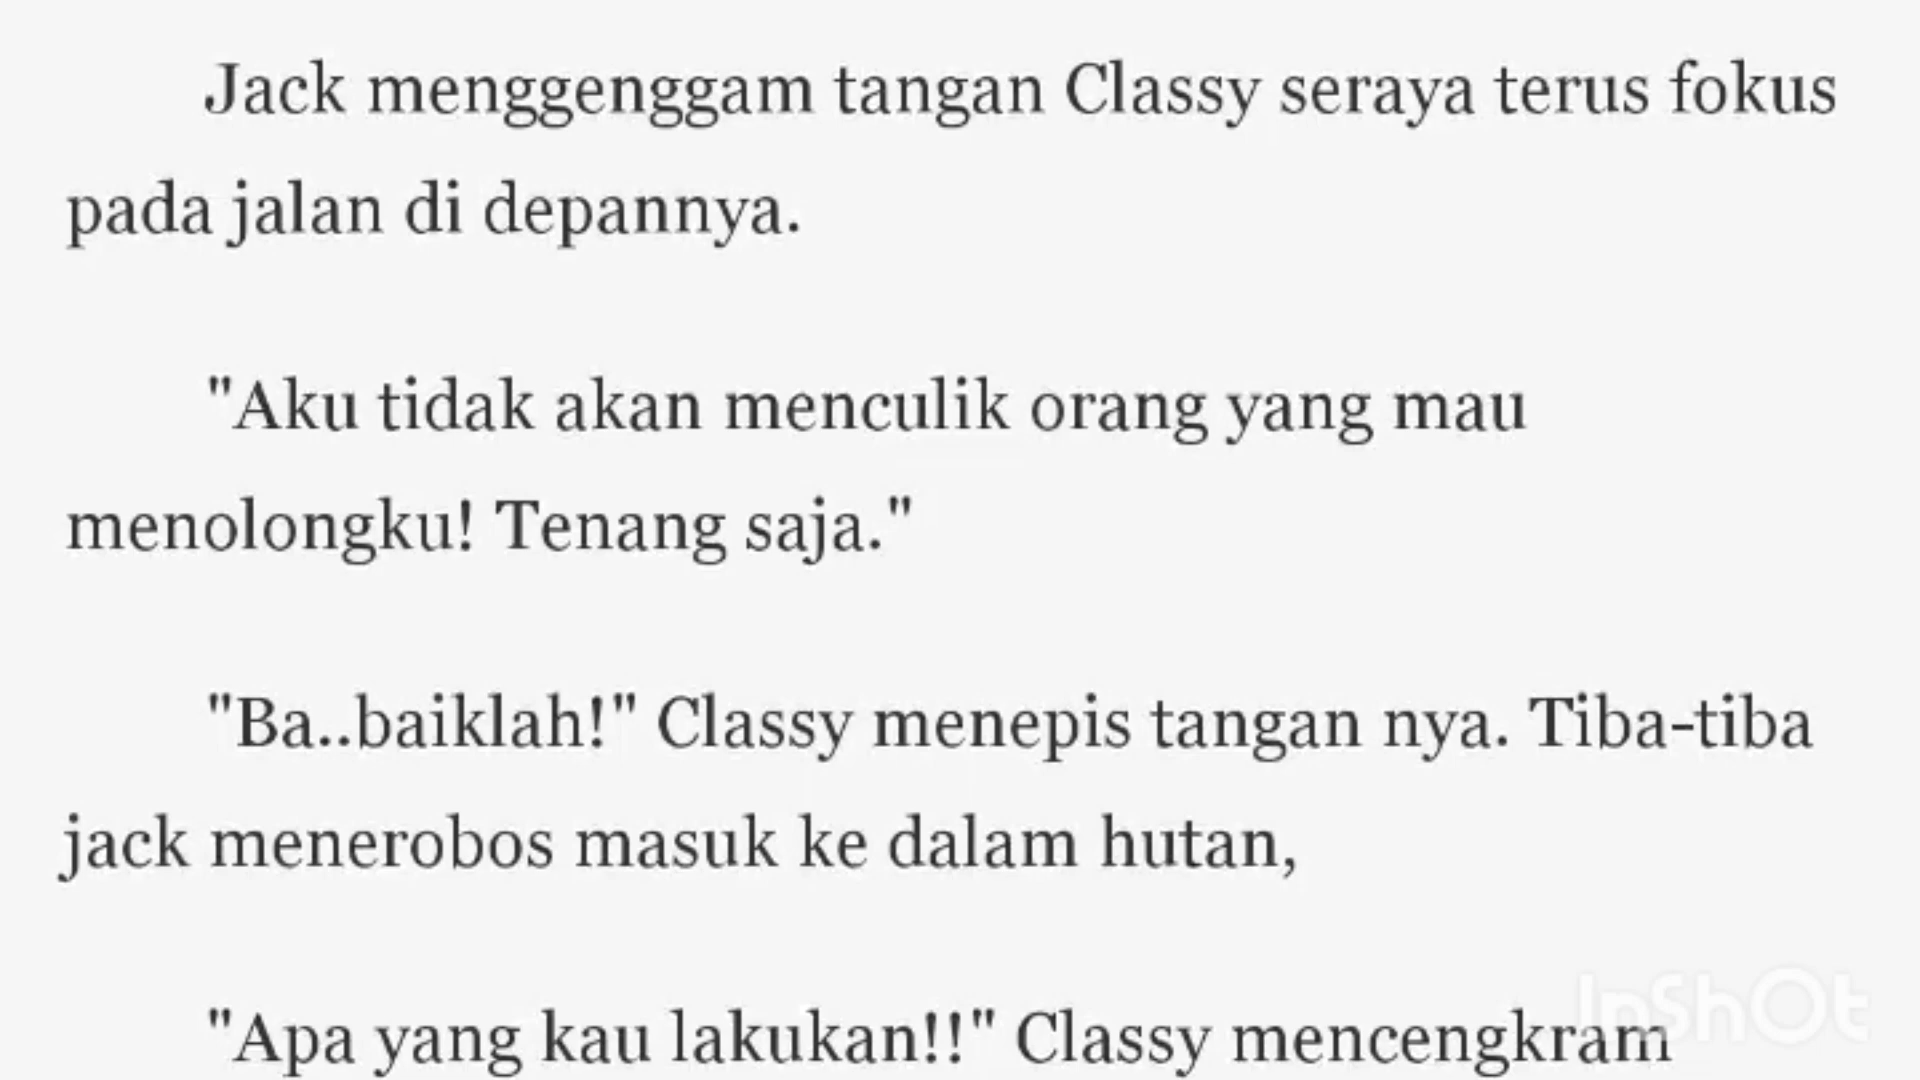 Jack menggenggam tangan Classy seraya terus fokus
pada jalan di depannya.
"Aku tidak akan menculik orang yang mau
menolongku! Tenang saja."
"Ba..baiklah!" Classy menepis tangan nya. Tiba-tiba
jack menerobos masuk ke dalam hutan,
"Apa yang kau lakukan!!" Classy mencengkram
InShOt